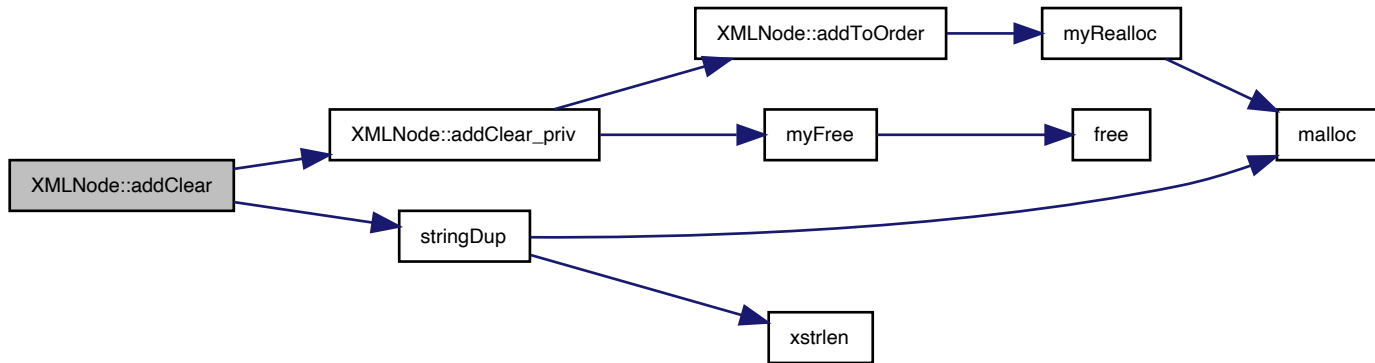 XMLNode::addToOrder
myRealloc
XMLNode::addClear_priv
myFree
free
malloc
XMLNode::addClear
stringDup
xstrlen